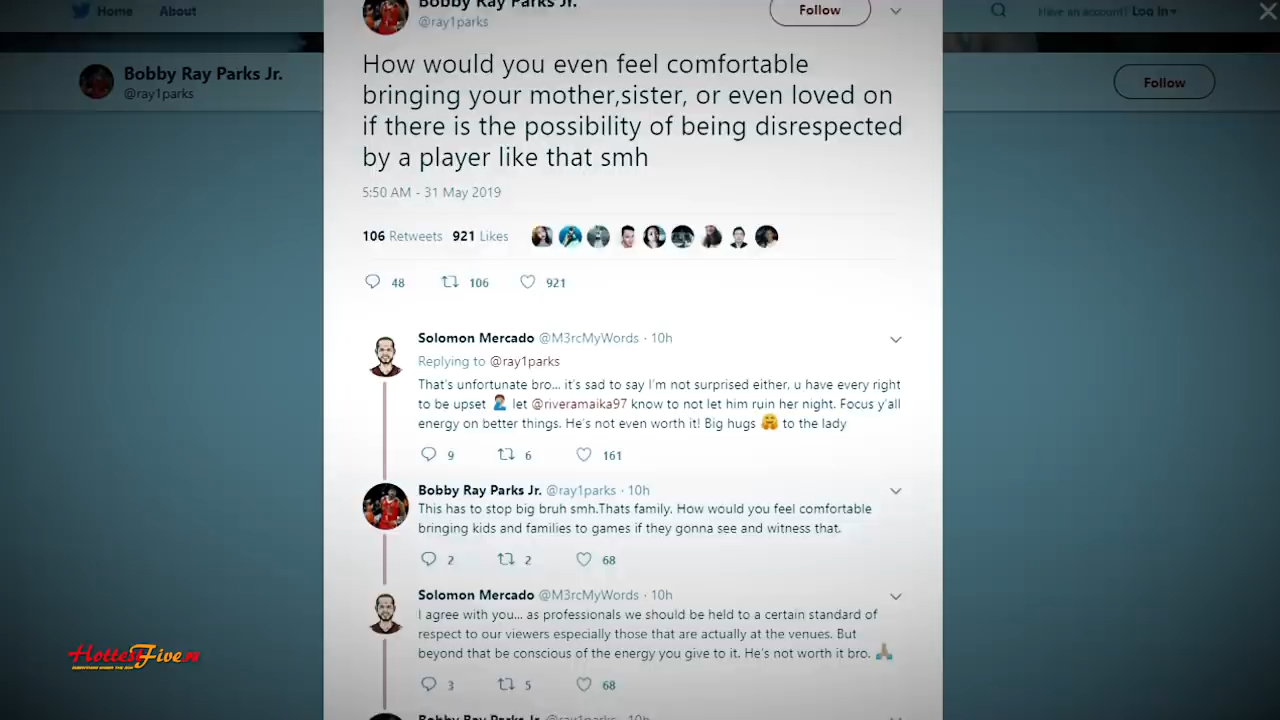 Home About
Have an account? Log in
Bobby Ray Parks Jr.
@ray1parks
Follow
Bobby Ray Parks Jr.
@ray1parks
Follow
How would you even feel comfortable
bringing your mother,sister, or even loved on
if there is the possibility of being disrespected
by a player like that smh
5:50 AM - 31 May 2019
106 Retweets 921 Likes
48 106 921
Solomon Mercado @M3rcMyWords · 10h
Replying to @ray1parks
That's unfortunate bro... it's sad to say I'm not surprised either, u have every right
to be upset 🤦🏽‍♂️ let @riveramaika97 know to not let him ruin her night. Focus y'all
energy on better things. He's not even worth it! Big hugs 🤗 to the lady
9 6 161
Bobby Ray Parks Jr. @ray1parks · 10h
This has to stop big bruh smh.Thats family. How would you feel comfortable
bringing kids and families to games if they gonna see and witness that.
2 2 68
Solomon Mercado @M3rcMyWords · 10h
I agree with you... as professionals we should be held to a certain standard of
respect to our viewers especially those that are actually at the venues. But
beyond that be conscious of the energy you give to it. He's not worth it bro. 🙏🏽
3 5 68
Bobby Ray Parks Jr. @ray1parks · 10h
HottestFive.PH